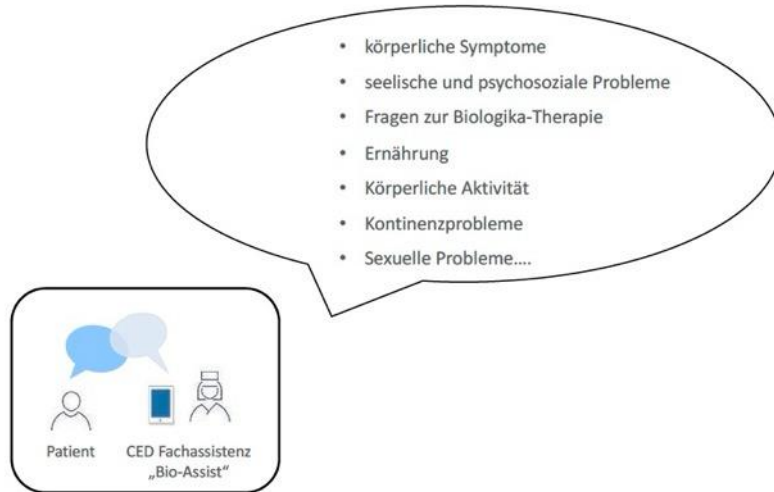 • körperliche Symptome
• seelische und psychosoziale Probleme
• Fragen zur Biologika-Therapie
• Ernährung
• Körperliche Aktivität
• Kontinenzprobleme
• Sexuelle Probleme....
Patient
CED Fachassistenz
„Bio-Assist“